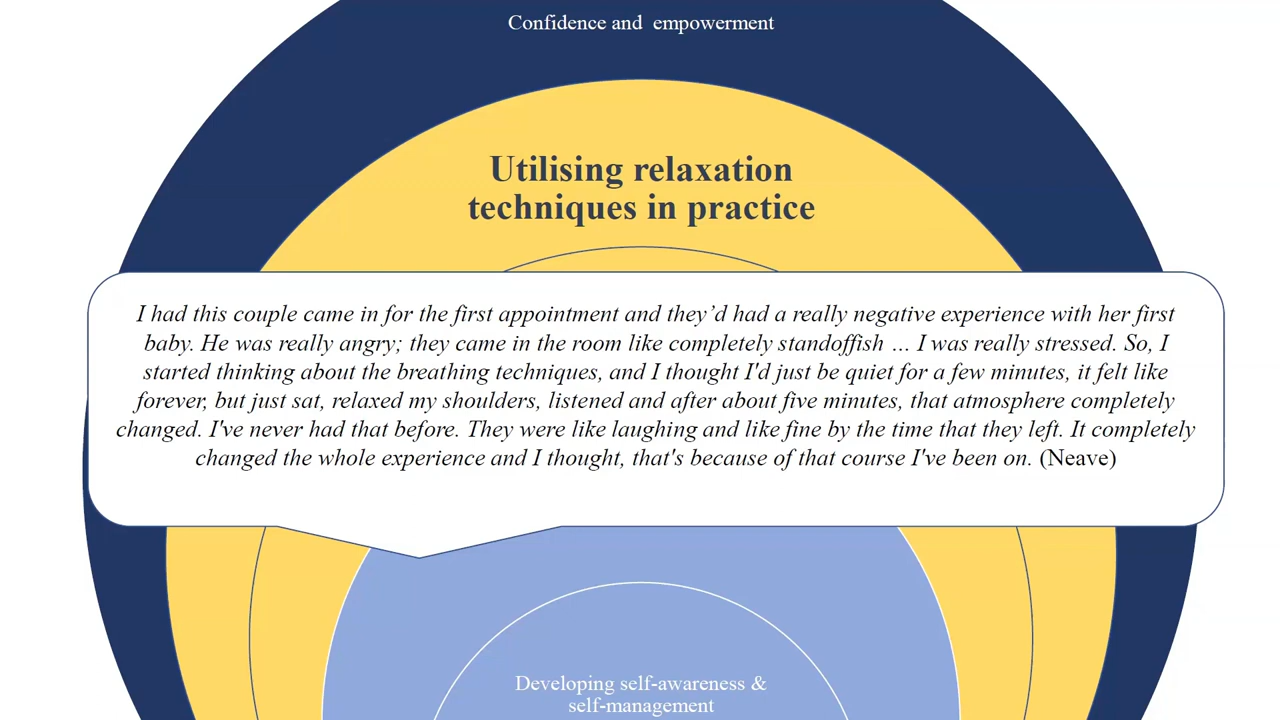 Confidence and  empowerment
Utilising relaxation
techniques in practice
I had this couple came in for the first appointment and they’d had a really negative experience with her first
baby. He was really angry; they came in the room like completely standoffish … I was really stressed. So, I
started thinking about the breathing techniques, and I thought I'd just be quiet for a few minutes, it felt like
forever, but just sat, relaxed my shoulders, listened and after about five minutes, that atmosphere completely
changed. I've never had that before. They were like laughing and like fine by the time that they left. It completely
changed the whole experience and I thought, that's because of that course I've been on. (Neave)
Developing self-awareness &
self-management